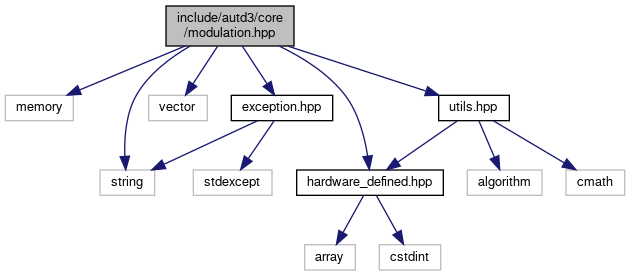 include/autd3/core
/modulation.hpp
memory
vector
exception.hpp
utils.hpp
string
stdexcept
hardware_defined.hpp
algorithm
cmath
array
cstdint